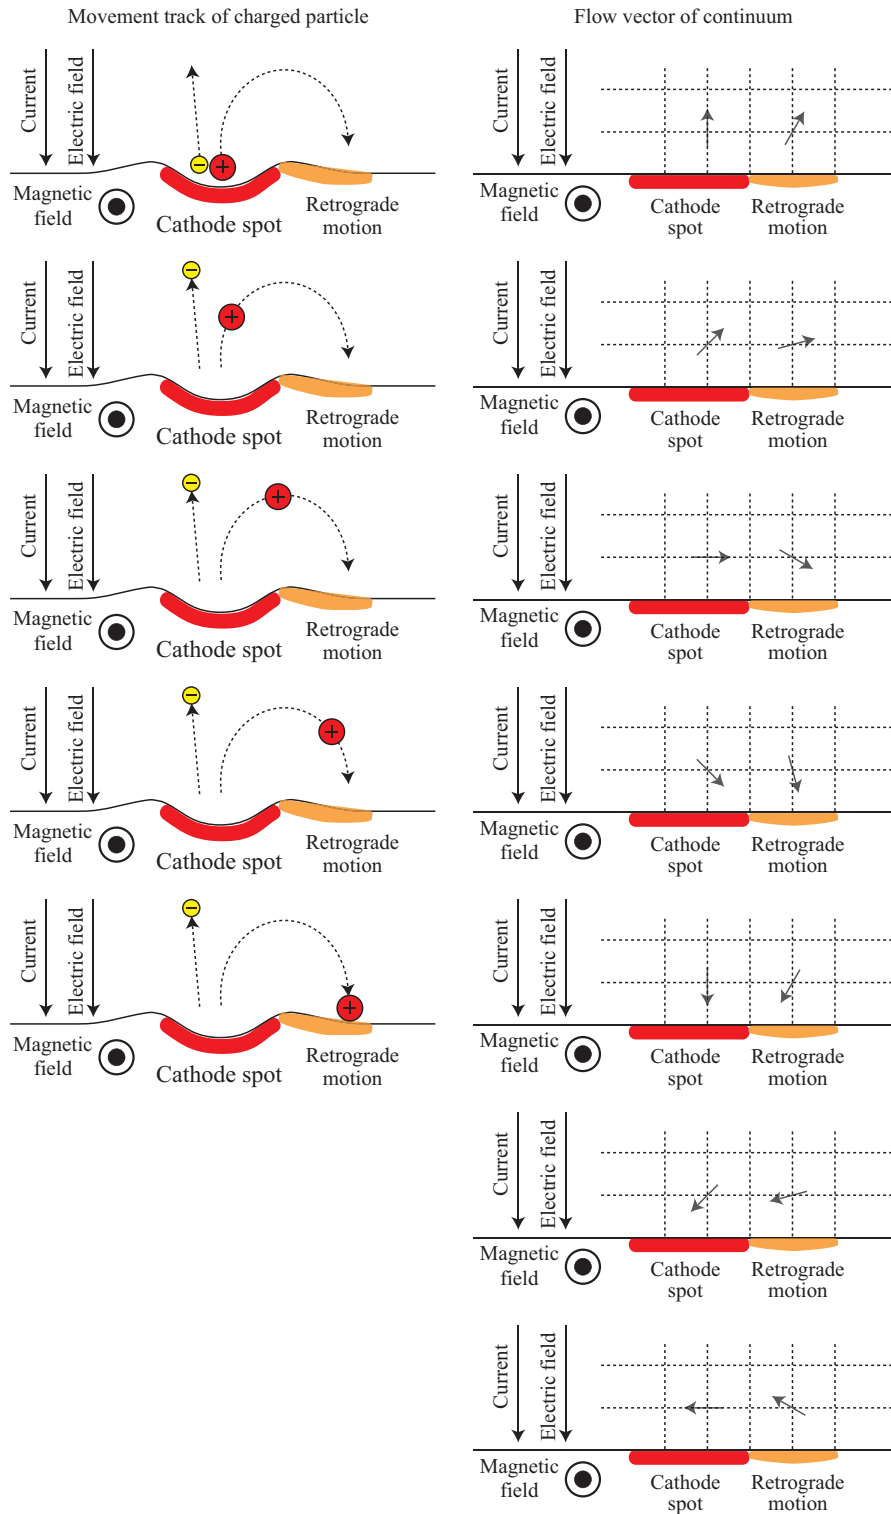 Movement track of charged particle
Flow vector of continuum
Current
Electric field
Magnetic
field
Cathode spot
Retrograde
motion
Current
Electric field
Magnetic
field
Cathode
spot
Retrograde
motion
Current
Electric field
Magnetic
field
Cathode spot
Retrograde
motion
Current
Electric field
Magnetic
field
Cathode
spot
Retrograde
motion
Current
Electric field
Magnetic
field
Cathode spot
Retrograde
motion
Current
Electric field
Magnetic
field
Cathode
spot
Retrograde
motion
Current
Electric field
Magnetic
field
Cathode spot
Retrograde
motion
Current
Electric field
Magnetic
field
Cathode
spot
Retrograde
motion
Current
Electric field
Magnetic
field
Cathode spot
Retrograde
motion
Current
Electric field
Magnetic
field
Cathode
spot
Retrograde
motion
Current
Electric field
Magnetic
field
Cathode
spot
Retrograde
motion
Current
Electric field
Magnetic
field
Cathode
spot
Retrograde
motion